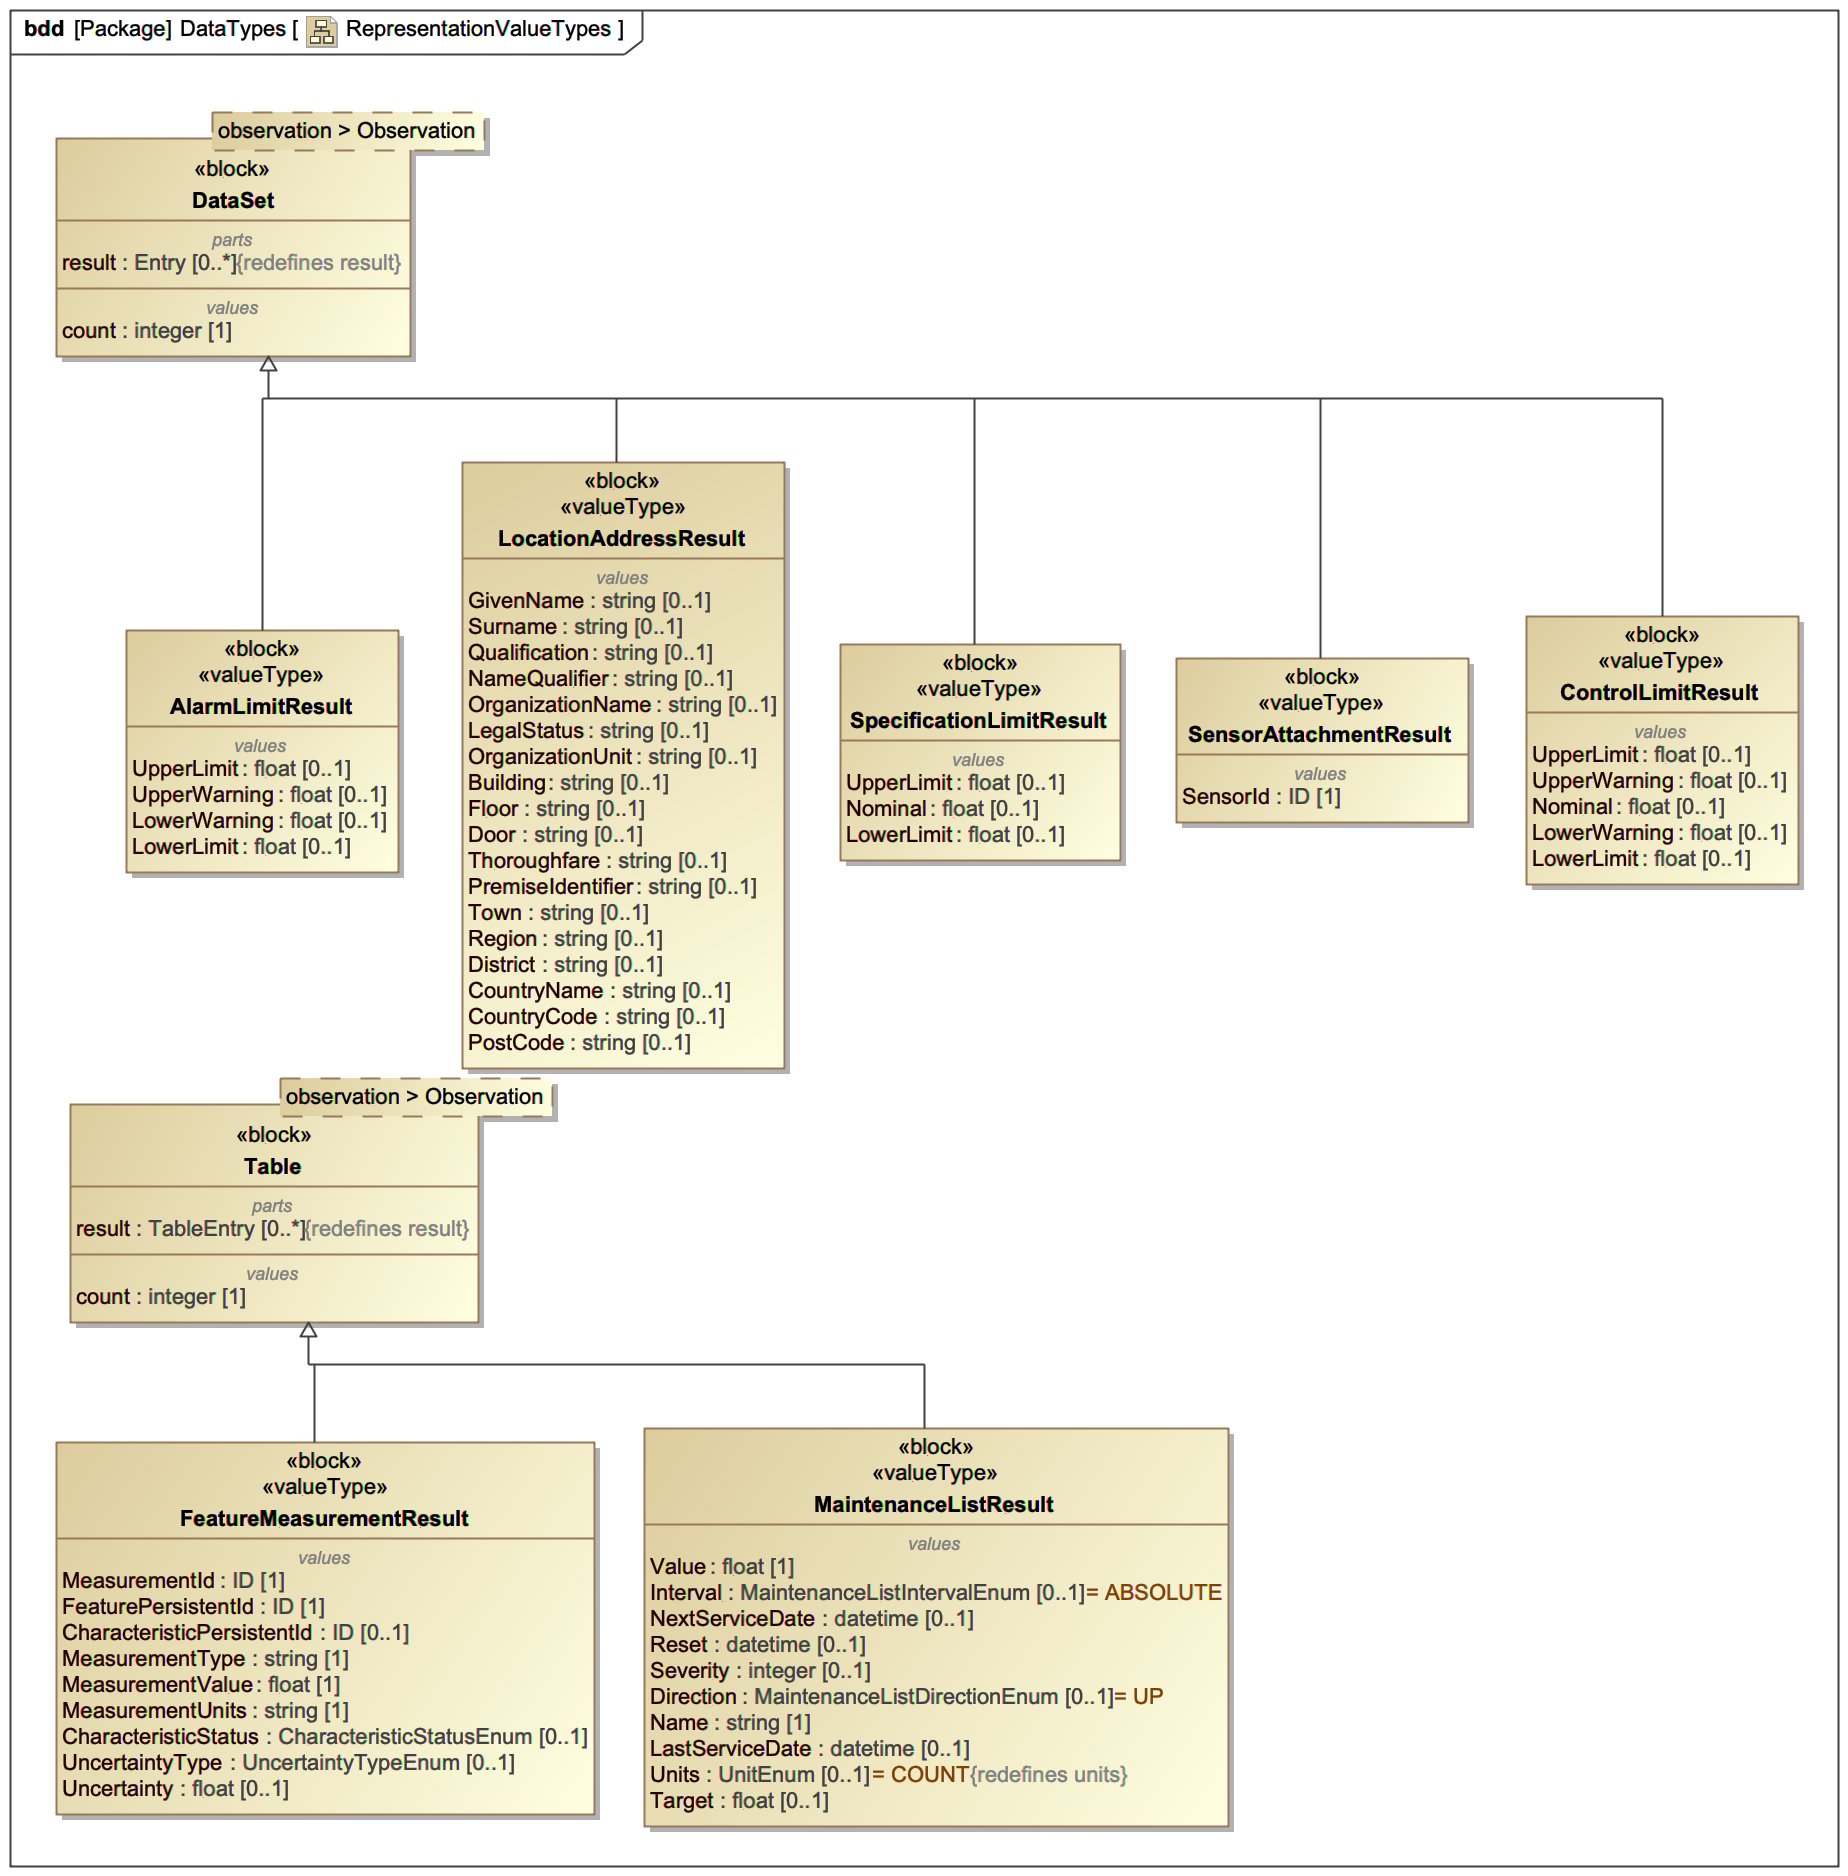 bdd [Package] DataTypes [ RepresentationValueTypes ]
observation > Observation
«block»
DataSet
parts
result : Entry [0..*]{redefines result}
values
count : integer [1]
«block»
«valueType»
AlarmLimitResult
values
UpperLimit : float [0..1]
UpperWarning : float [0..1]
LowerWarning : float [0..1]
LowerLimit : float [0..1]
«block»
«valueType»
LocationAddressResult
values
GivenName : string [0..1]
Surname : string [0..1]
Qualification : string [0..1]
NameQualifier : string [0..1]
OrganizationName : string [0..1]
LegalStatus : string [0..1]
OrganizationUnit : string [0..1]
Building : string [0..1]
Floor : string [0..1]
Door : string [0..1]
Thoroughfare : string [0..1]
PremiseIdentifier : string [0..1]
Town : string [0..1]
Region : string [0..1]
District : string [0..1]
CountryName : string [0..1]
CountryCode : string [0..1]
PostCode : string [0..1]
«block»
«valueType»
SpecificationLimitResult
values
UpperLimit : float [0..1]
Nominal : float [0..1]
LowerLimit : float [0..1]
«block»
«valueType»
SensorAttachmentResult
values
SensorId : ID [1]
«block»
«valueType»
ControlLimitResult
values
UpperLimit : float [0..1]
UpperWarning : float [0..1]
Nominal : float [0..1]
LowerWarning : float [0..1]
LowerLimit : float [0..1]
observation > Observation
«block»
Table
parts
result : TableEntry [0..*]{redefines result}
values
count : integer [1]
«block»
«valueType»
FeatureMeasurementResult
values
MeasurementId : ID [1]
FeaturePersistentId : ID [1]
CharacteristicPersistentId : ID [0..1]
MeasurementType : string [1]
MeasurementValue : float [1]
MeasurementUnits : string [1]
CharacteristicStatus : CharacteristicStatusEnum [0..1]
UncertaintyType : UncertaintyTypeEnum [0..1]
Uncertainty : float [0..1]
«block»
«valueType»
MaintenanceListResult
values
Value : float [1]
Interval : MaintenanceListIntervalEnum [0..1]= ABSOLUTE
NextServiceDate : datetime [0..1]
Reset : datetime [0..1]
Severity : integer [0..1]
Direction : MaintenanceListDirectionEnum [0..1]= UP
Name : string [1]
LastServiceDate : datetime [0..1]
Units : UnitEnum [0..1]= COUNT{redefines units}
Target : float [0..1]